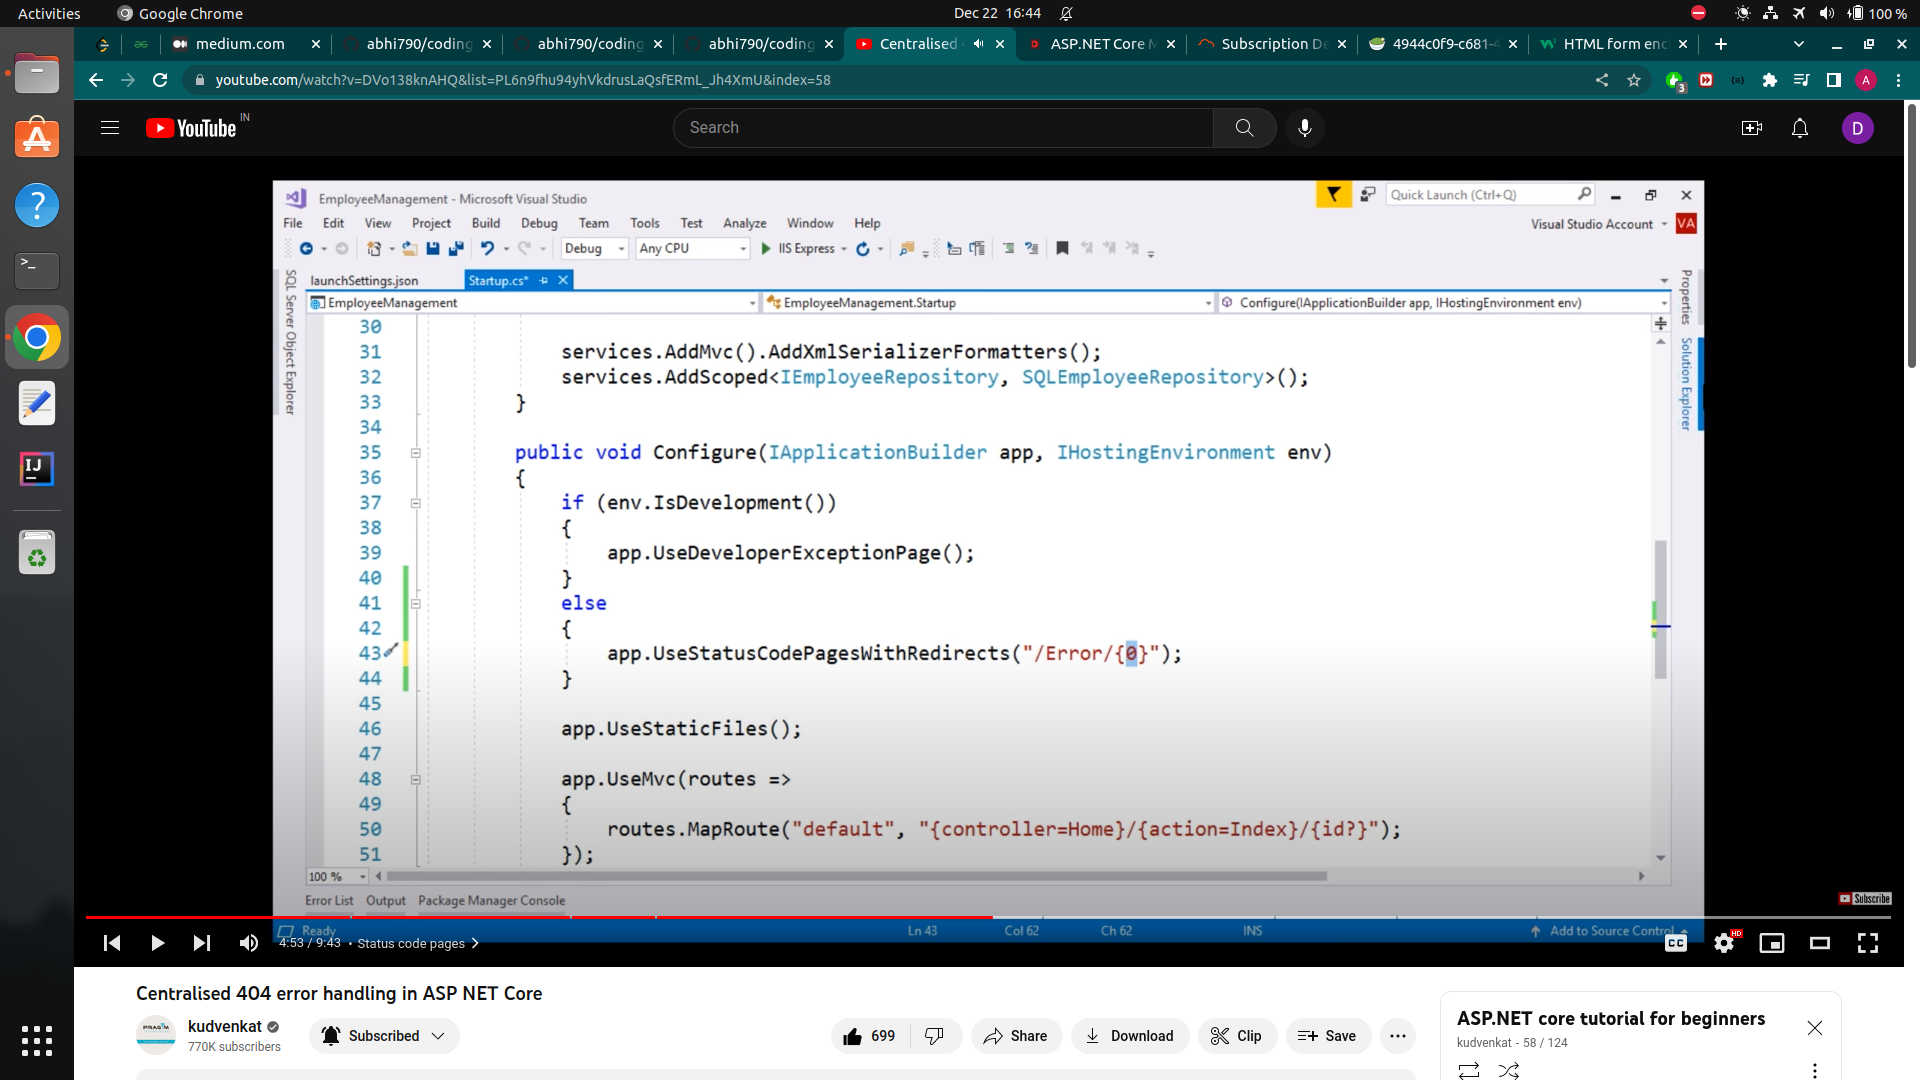 Activities
Google Chrome
Dec 22 16:44
100 %
medium.com
abhi790/coding
abhi790/coding
abhi790/coding
Centralised
ASP.NET Core M
Subscription De
4944c0f9-c681-4
HTML form enc
youtube.com/watch?v=DVo138knAHQ&list=PL6n9fhu94yhVkdrusLaQsfERmL_Jh4XmU&index=58
3
A
YouTube IN
Search
D
EmployeeManagement - Microsoft Visual Studio
Quick Launch (Ctrl+Q)
File Edit View Project Build Debug Team Tools Test Analyze Window Help
Visual Studio Account VA
Debug Any CPU IIS Express
SQL Server Object Explorer
launchSettings.json Startup.cs*
Properties
Solution Explorer
EmployeeManagement EmployeeManagement.Startup Configure(IApplicationBuilder app, IHostingEnvironment env)
30
31 services.AddMvc().AddXmlSerializerFormatters();
32 services.AddScoped<IEmployeeRepository, SQLEmployeeRepository>();
33 }
34
35 public void Configure(IApplicationBuilder app, IHostingEnvironment env)
36 {
37 if (env.IsDevelopment())
38 {
39 app.UseDeveloperExceptionPage();
40 }
41 else
42 {
43 app.UseStatusCodePagesWithRedirects("/Error/{0}");
44 }
45
46 app.UseStaticFiles();
47
48 app.UseMvc(routes =>
49 {
50 routes.MapRoute("default", "{controller=Home}/{action=Index}/{id?}");
51 });
100 %
Error List Output Package Manager Console
Subscribe
Ready Ln 43 Col 62 Ch 62 INS Add to Source Control
4:53 / 9:43 • Status code pages
CC HD
Centralised 404 error handling in ASP NET Core
PRAGIM
kudvenkat
770K subscribers
Subscribed
699
Share
Download
Clip
Save
ASP.NET core tutorial for beginners
kudvenkat - 58 / 124
IJ